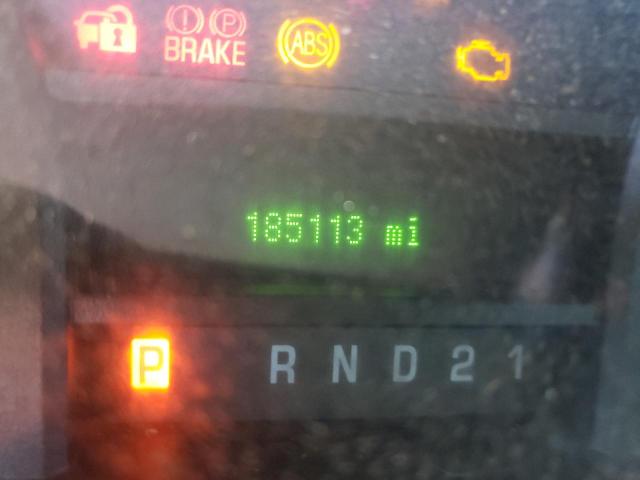 (!) (P) ABS
BRAKE
185113 mi
P R N D 2 1